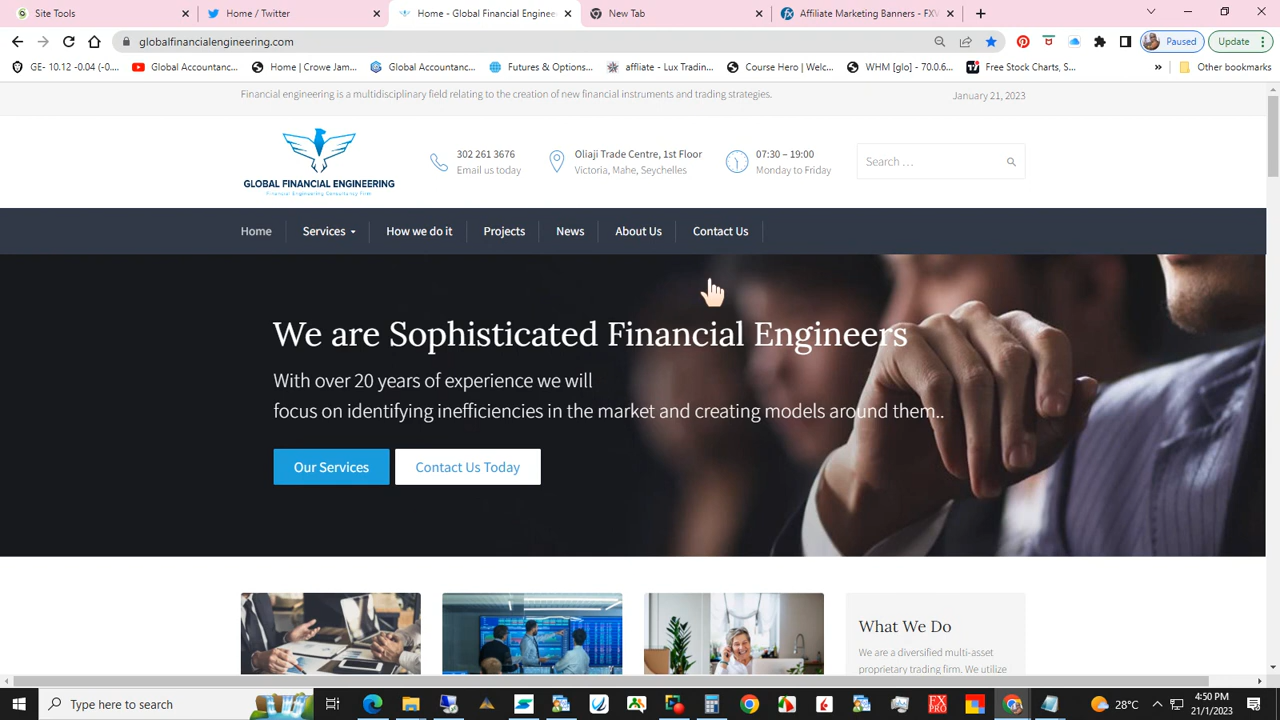 Site Tools
Home / Twitter
Home - Global Financial Enginee
New Tab
Affiliate Marketing Banners - FXV
globalfinancialengineering.com
Paused
Update
GE- 10.12 -0.04 (-0....
Global Accountanc...
Home | Crowe Jam...
Global Accountanc...
Futures & Options...
affliate - Lux Tradin...
Course Hero | Welc...
WHM [glo] - 70.0.6...
Free Stock Charts, S...
»
Other bookmarks
Financial engineering is a multidisciplinary field relating to the creation of new financial instruments and trading strategies.
January 21, 2023
GLOBAL FINANCIAL ENGINEERING
Financial Engineering Consultancy Firm
302 261 3676
Email us today
Oliaji Trade Centre, 1st Floor
Victoria, Mahe, Seychelles
07:30 – 19:00
Monday to Friday
Search …
Home
Services
How we do it
Projects
News
About Us
Contact Us
We are Sophisticated Financial Engineers
With over 20 years of experience we will
focus on identifying inefficiencies in the market and creating models around them..
Our Services
Contact Us Today
What We Do
We are a diversified multi-asset
proprietary trading firm. We utilize
Type here to search
28°C
4:50 PM
21/1/2023